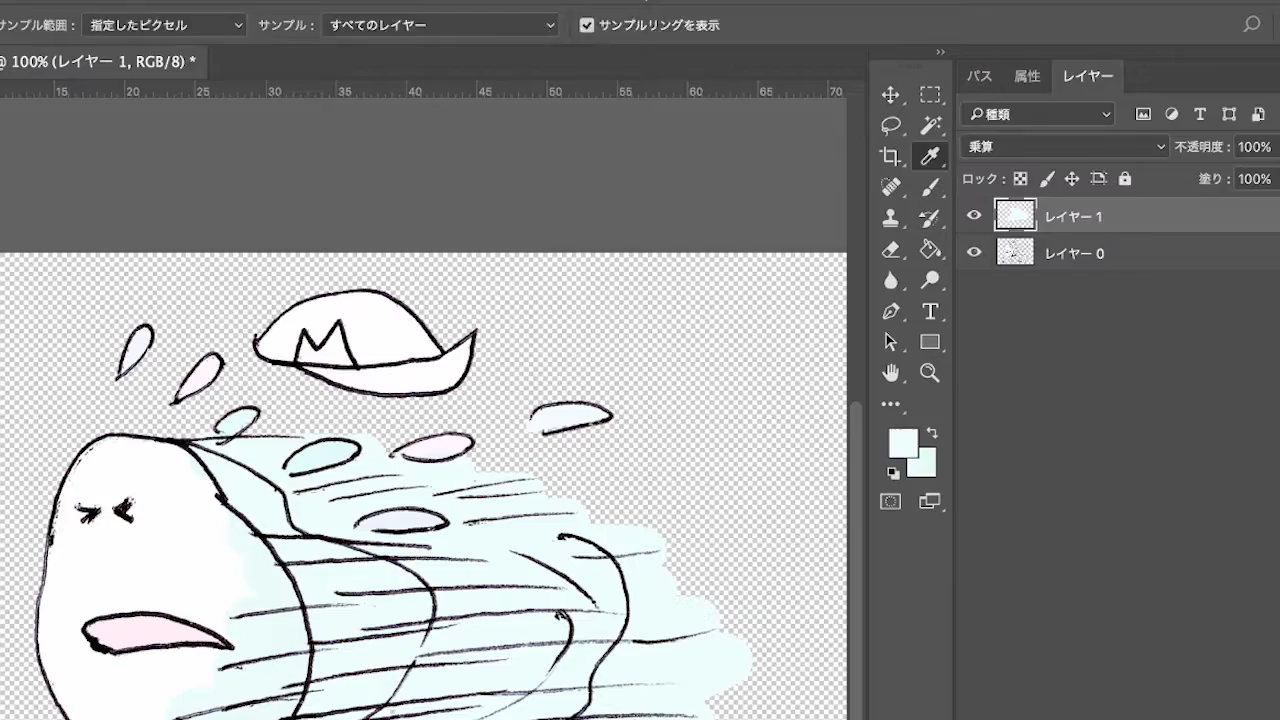 サンプル範囲 : 指定したピクセル サンプル : すべてのレイヤー サンプルリングを表示
@ 100% (レイヤー 1, RGB/8) *
15 20 25 30 35 40 45 50 55 60 65 70
パス 属性 レイヤー
種類
乗算 不透明度 : 100%
ロック : 塗り : 100%
レイヤー 1
レイヤー 0
M